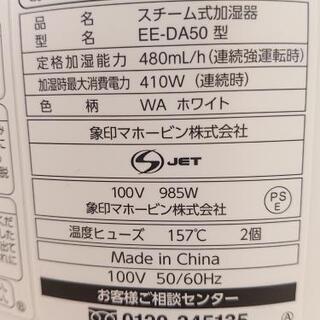 品 名 スチーム式加湿器
型 名 EE-DA50 型
定格加湿能力 480mL/h(連続強運転時)
加湿時最大消費電力 410W(連続時)
色 柄 WA ホワイト
象印マホービン株式会社
S JET
100V 985W
象印マホービン株式会社
PS
E
温度ヒューズ 157℃ 2個
Made in China
100V 50/60Hz
お客様ご相談センター